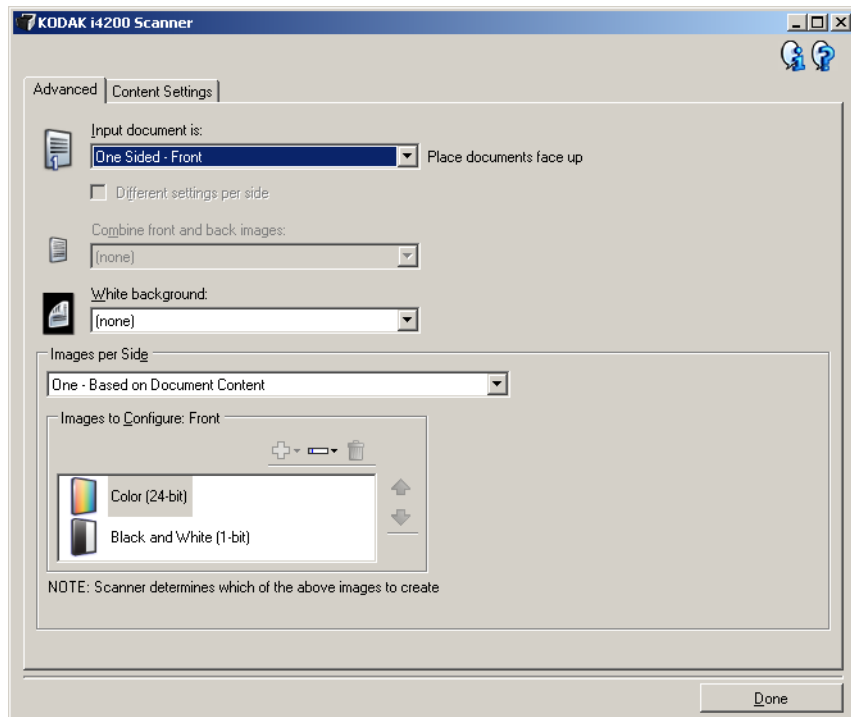 KODAK i4200 Scanner
Advanced
Content Settings
Input document is:
One Sided - Front
Place documents face up
Different settings per side
Combine front and back images:
(none)
White background:
(none)
Images per Side
One - Based on Document Content
Images to Configure: Front
Color (24-bit)
Black and White (1-bit)
NOTE: Scanner determines which of the above images to create
Done